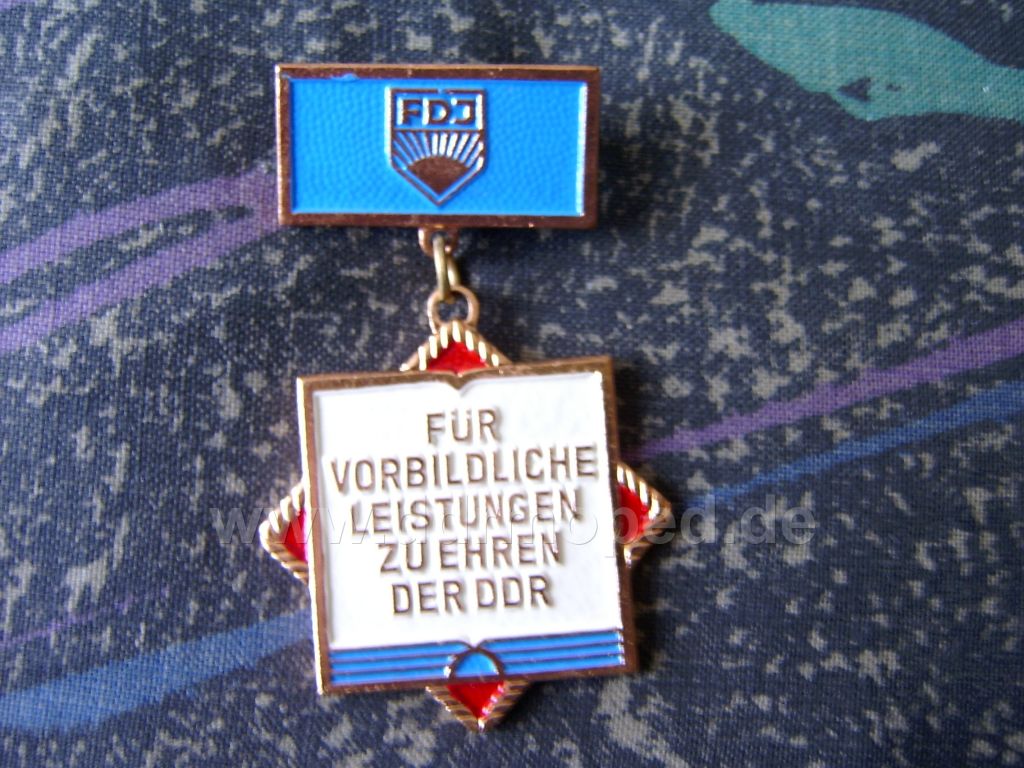 FDJ
FÜR
VORBILDLICHE
LEISTUNGEN
ZU EHREN
DER DDR